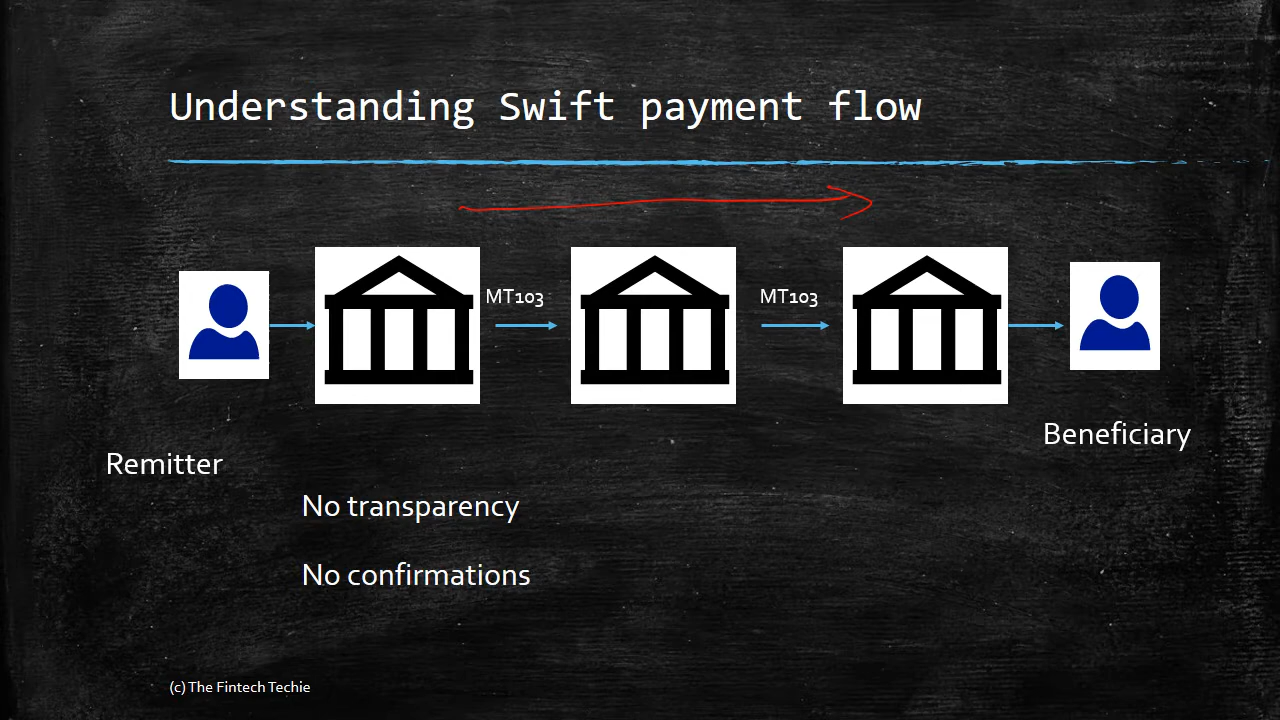 Understanding Swift payment flow
MT103
MT103
Beneficiary
Remitter
No transparency
No confirmations
(c) The Fintech Techie